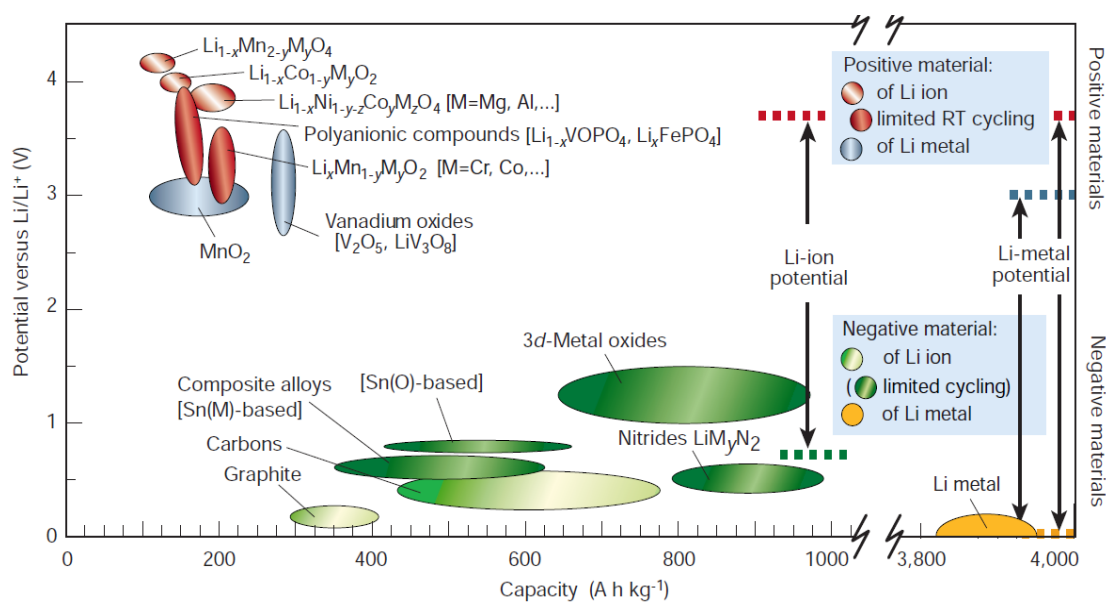 Potential versus Li/Li⁺ (V)
4
3
2
1
0
Li₁₋ₓMn₂₋yMyO₄
Li₁₋ₓCo₁₋yMyO₂
Li₁₋ₓNi₁₋y₋zCoyMzO₄ [M=Mg, Al,...]
Polyanionic compounds [Li₁₋ₓVOPO₄, LiₓFePO₄]
LiₓMn₁₋yMyO₂ [M=Cr, Co,...]
Vanadium oxides
[V₂O₅, LiV₃O₈]
MnO₂
Positive material:
of Li ion
limited RT cycling
of Li metal
Positive materials
Li-ion
potential
Li-metal
potential
Negative material:
of Li ion
( limited cycling)
of Li metal
Negative materials
3d-Metal oxides
[Sn(O)-based]
Composite alloys
[Sn(M)-based]
Carbons
Graphite
Nitrides LiMyN₂
Li metal
0 200 400 600 800 1000 3,800 4,000
Capacity (A h kg⁻¹)